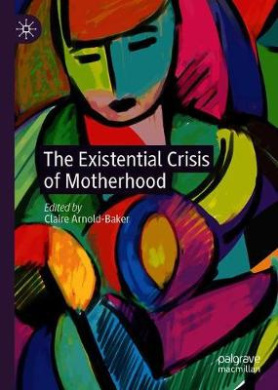 The Existential Crisis
of Motherhood
Edited by
Claire Arnold-Baker
palgrave
macmillan